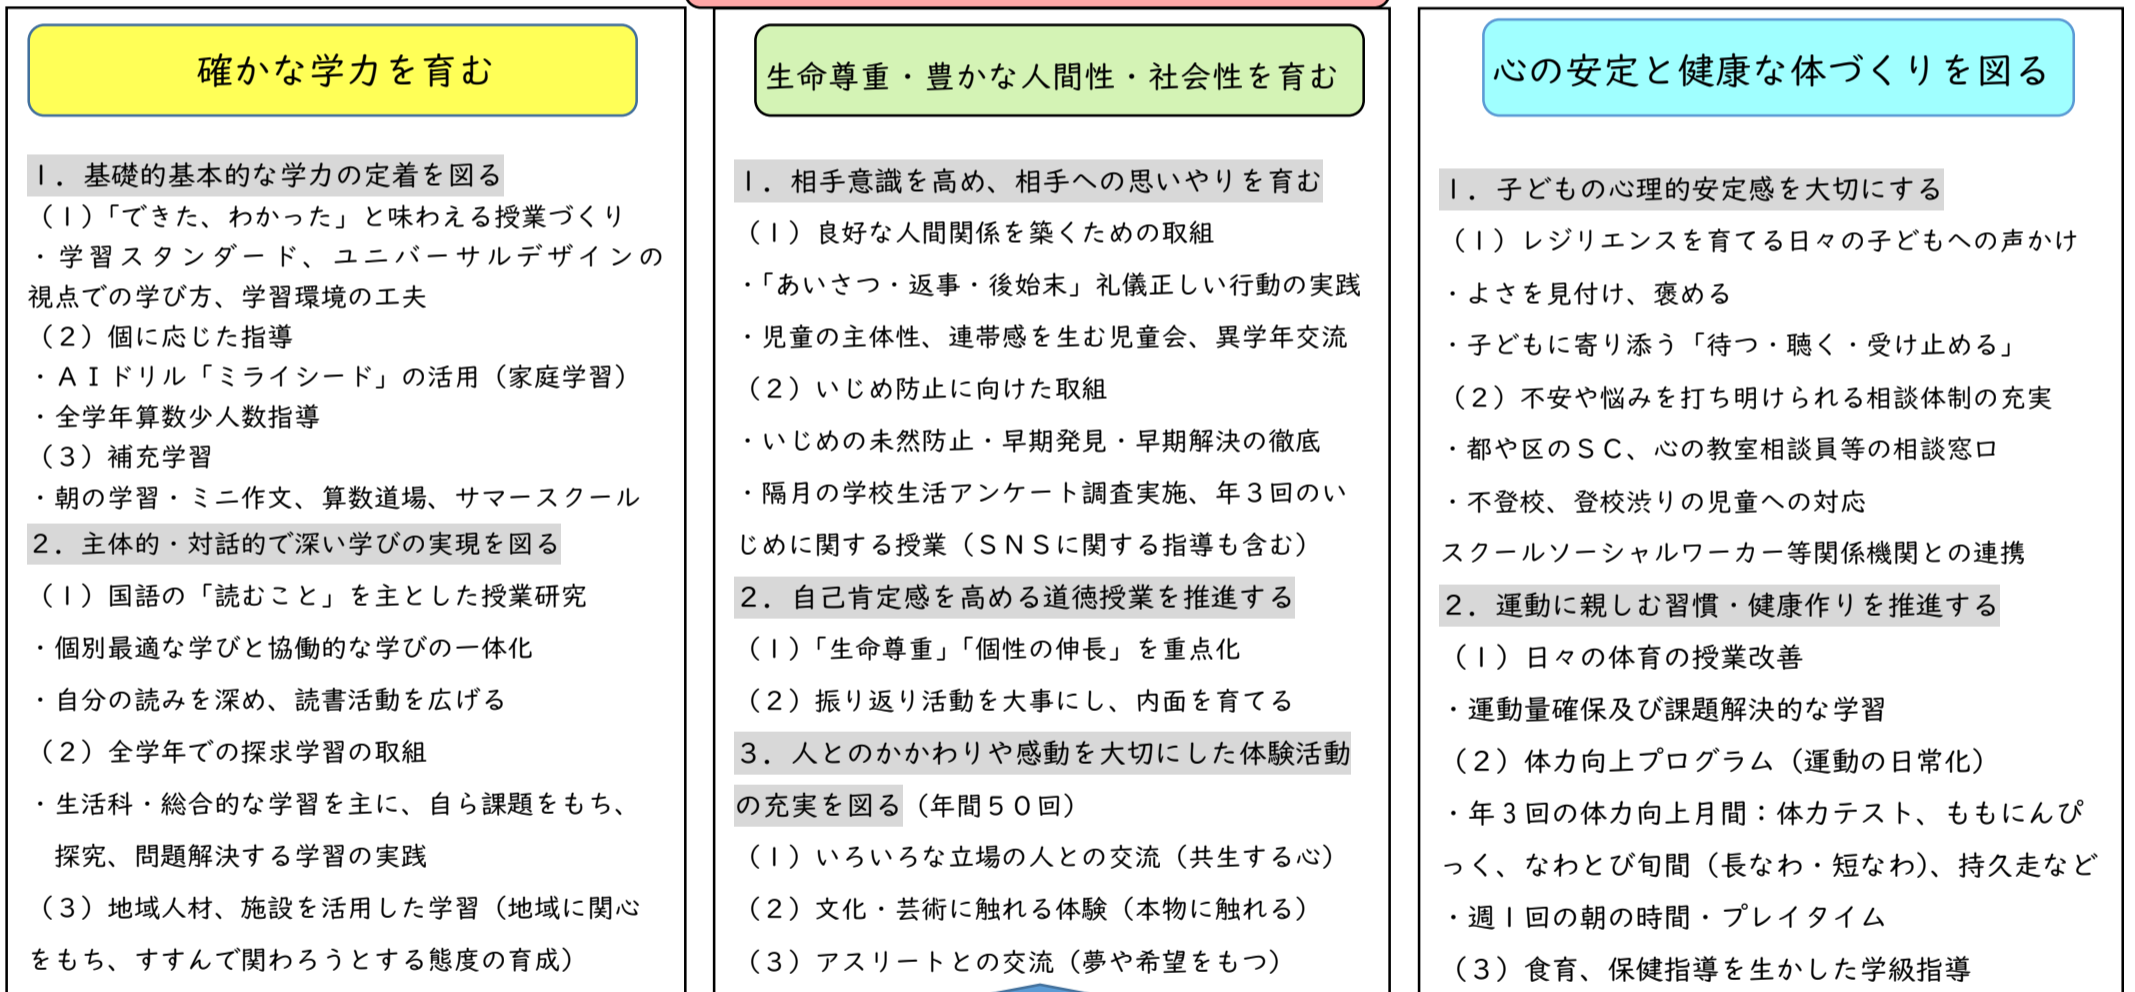 確かな学力を育む
1．基礎的基本的な学力の定着を図る
（1）「できた、わかった」と味わえる授業づくり
・学習スタンダード、ユニバーサルデザインの
視点での学び方、学習環境の工夫
（2）個に応じた指導
・ＡＩドリル「ミライシード」の活用（家庭学習）
・全学年算数少人数指導
（3）補充学習
・朝の学習・ミニ作文、算数道場、サマースクール
2．主体的・対話的で深い学びの実現を図る
（1）国語の「読むこと」を主とした授業研究
・個別最適な学びと協働的な学びの一体化
・自分の読みを深め、読書活動を広げる
（2）全学年での探求学習の取組
・生活科・総合的な学習を主に、自ら課題をもち、
探究、問題解決する学習の実践
（3）地域人材、施設を活用した学習（地域に関心
をもち、すすんで関わろうとする態度の育成）
生命尊重・豊かな人間性・社会性を育む
1．相手意識を高め、相手への思いやりを育む
（1）良好な人間関係を築くための取組
・「あいさつ・返事・後始末」礼儀正しい行動の実践
・児童の主体性、連帯感を生む児童会、異学年交流
（2）いじめ防止に向けた取組
・いじめの未然防止・早期発見・早期解決の徹底
・隔月の学校生活アンケート調査実施、年３回のい
じめに関する授業（ＳＮＳに関する指導も含む）
2．自己肯定感を高める道徳授業を推進する
（1）「生命尊重」「個性の伸長」を重点化
（2）振り返り活動を大事にし、内面を育てる
3．人とのかかわりや感動を大切にした体験活動
の充実を図る（年間５０回）
（1）いろいろな立場の人との交流（共生する心）
（2）文化・芸術に触れる体験（本物に触れる）
（3）アスリートとの交流（夢や希望をもつ）
心の安定と健康な体づくりを図る
1．子どもの心理的安定感を大切にする
（1）レジリエンスを育てる日々の子どもへの声かけ
・よさを見付け、褒める
・子どもに寄り添う「待つ・聴く・受け止める」
（2）不安や悩みを打ち明けられる相談体制の充実
・都や区のＳＣ、心の教室相談員等の相談窓口
・不登校、登校渋りの児童への対応
スクールソーシャルワーカー等関係機関との連携
2．運動に親しむ習慣・健康作りを推進する
（1）日々の体育の授業改善
・運動量確保及び課題解決的な学習
（2）体力向上プログラム（運動の日常化）
・年３回の体力向上月間：体力テスト、ももにんぴ
っく、なわとび旬間（長なわ・短なわ）、持久走など
・週１回の朝の時間・プレイタイム
（3）食育、保健指導を生かした学級指導